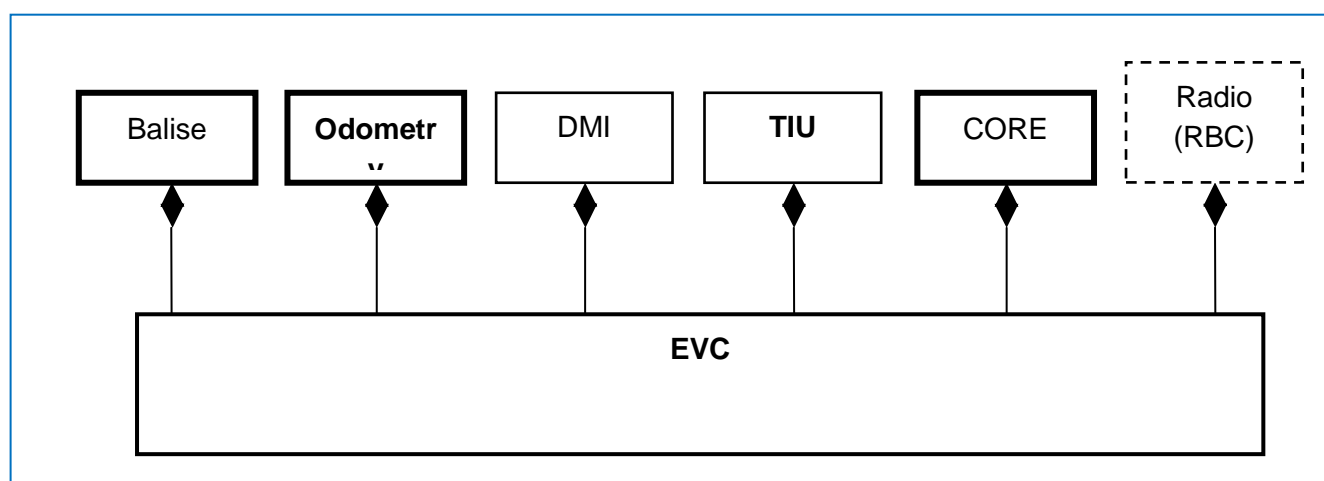 Balise
Odometr
y
DMI
TIU
CORE
Radio
(RBC)
EVC